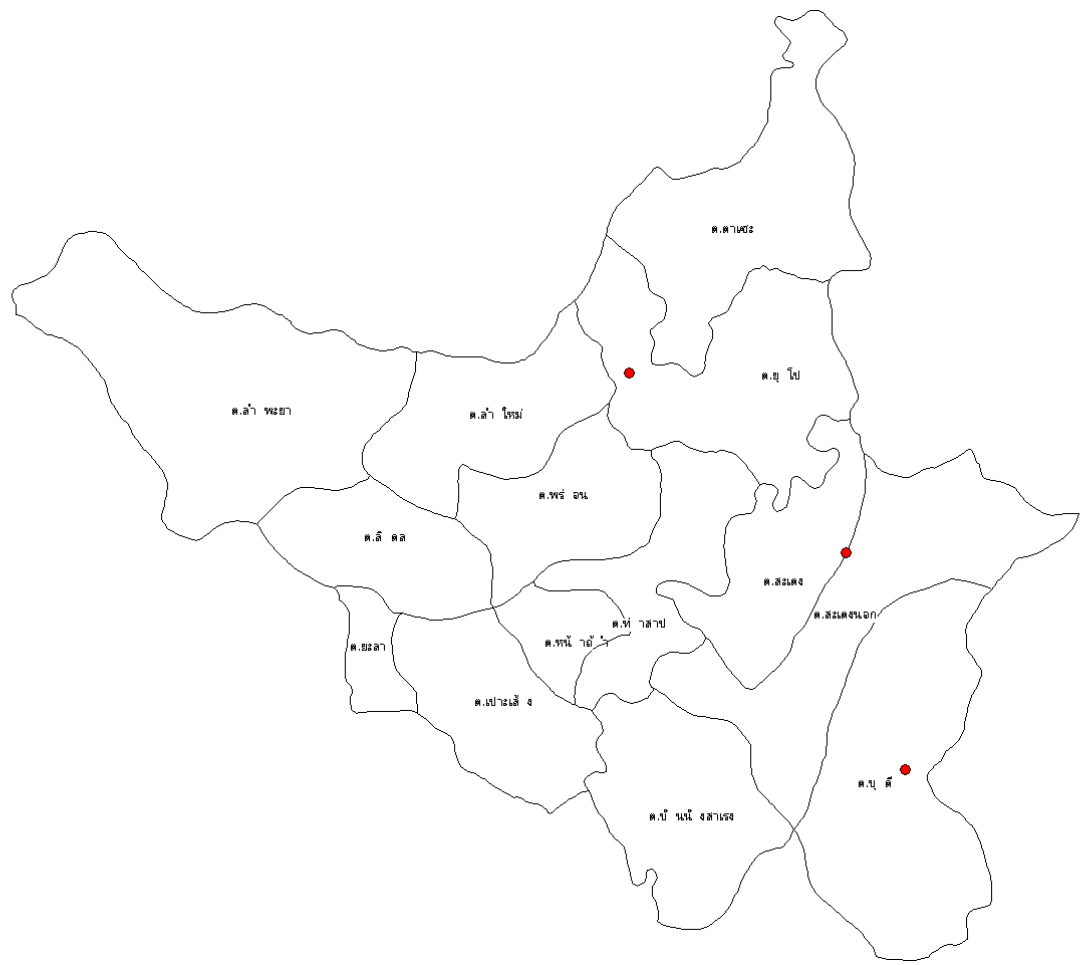 ต.ตาเซะ
ต.ยุ โป
ต.ลำ พะยา
ต.ลำ ใหม่
ต.พร่ อน
ต.ลิ ดล
ต.สะเตง
ต.สะเตงนอก
ต.ท่ าสาป
ต.หน้ าถ้ ำ
ต.ยะลา
ต.เปาะเส้ ง
ต.บุ ดี
ต.บั นนั งสาเรง